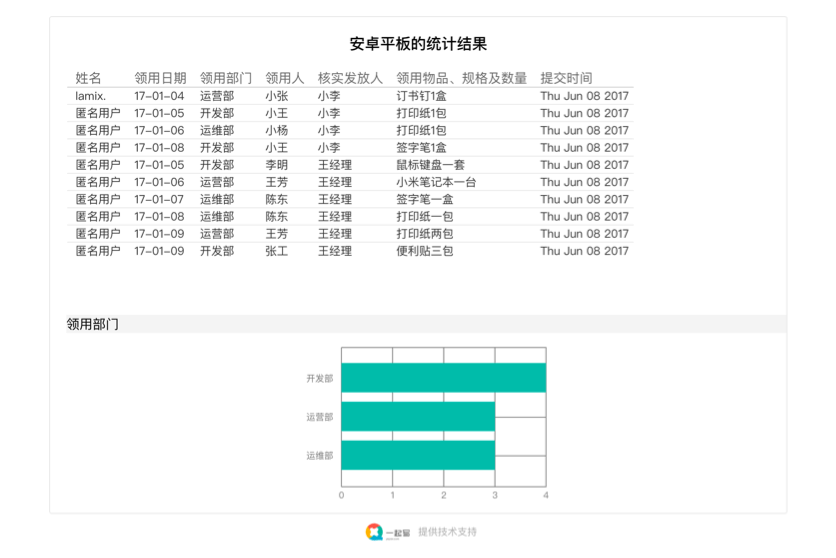 安卓平板的统计结果
姓名 领用日期 领用部门 领用人 核实发放人 领用物品、规格及数量 提交时间
lamix. 17-01-04 运营部 小张 小李 订书钉1盒 Thu Jun 08 2017
匿名用户 17-01-05 开发部 小王 小李 打印纸1包 Thu Jun 08 2017
匿名用户 17-01-06 运维部 小杨 小李 打印纸1包 Thu Jun 08 2017
匿名用户 17-01-08 开发部 小王 小李 签字笔1盒 Thu Jun 08 2017
匿名用户 17-01-05 开发部 李明 王经理 鼠标键盘一套 Thu Jun 08 2017
匿名用户 17-01-06 运营部 王芳 王经理 小米笔记本一台 Thu Jun 08 2017
匿名用户 17-01-07 运维部 陈东 王经理 签字笔一盒 Thu Jun 08 2017
匿名用户 17-01-08 运维部 陈东 王经理 打印纸一包 Thu Jun 08 2017
匿名用户 17-01-09 运营部 王芳 王经理 打印纸两包 Thu Jun 08 2017
匿名用户 17-01-09 开发部 张工 王经理 便利贴三包 Thu Jun 08 2017
领用部门
开发部
运营部
运维部
0 1 2 3 4
一起留 提供技术支持